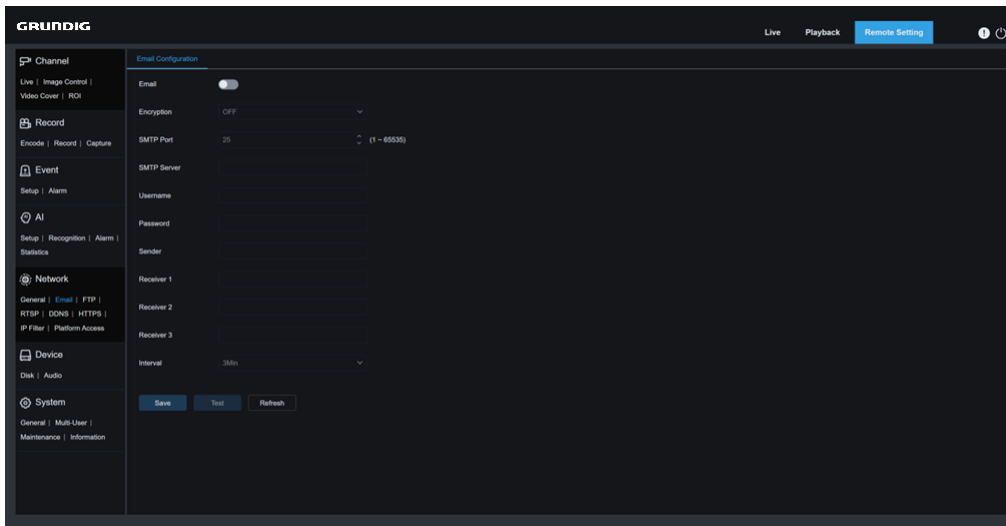 GRUNDIG
Live Playback Remote Setting
Channel
Live | Image Control |
Video Cover | ROI
Record
Encode | Record | Capture
Event
Setup | Alarm
AI
Setup | Recognition | Alarm |
Statistics
Network
General | Email | FTP |
RTSP | DDNS | HTTPS |
IP Filter | Platform Access
Device
Disk | Audio
System
General | Multi-User |
Maintenance | Information
Email Configuration
Email
Encryption OFF
SMTP Port 25 (1 ~ 65535)
SMTP Server
Username
Password
Sender
Receiver 1
Receiver 2
Receiver 3
Interval 3Min
Save Test Refresh